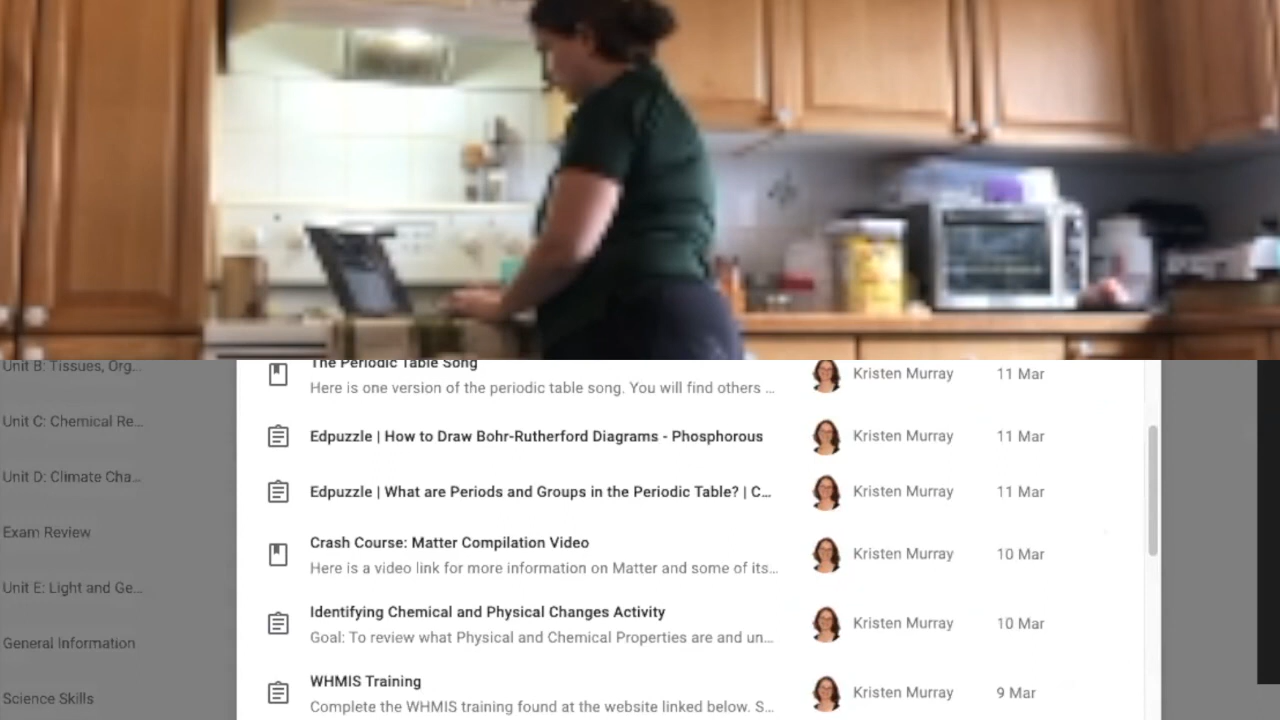 Unit B: Tissues, Org...
The Periodic Table Song
Here is one version of the periodic table song. You will find others ...
Kristen Murray
11 Mar
Unit C: Chemical Re...
Edpuzzle | How to Draw Bohr-Rutherford Diagrams - Phosphorous
Kristen Murray
11 Mar
Unit D: Climate Cha...
Edpuzzle | What are Periods and Groups in the Periodic Table? | C...
Kristen Murray
11 Mar
Exam Review
Crash Course: Matter Compilation Video
Here is a video link for more information on Matter and some of its...
Kristen Murray
10 Mar
Unit E: Light and Ge...
Identifying Chemical and Physical Changes Activity
Goal: To review what Physical and Chemical Properties are and un...
Kristen Murray
10 Mar
General Information
WHMIS Training
Complete the WHMIS training found at the website linked below. S...
Kristen Murray
9 Mar
Science Skills